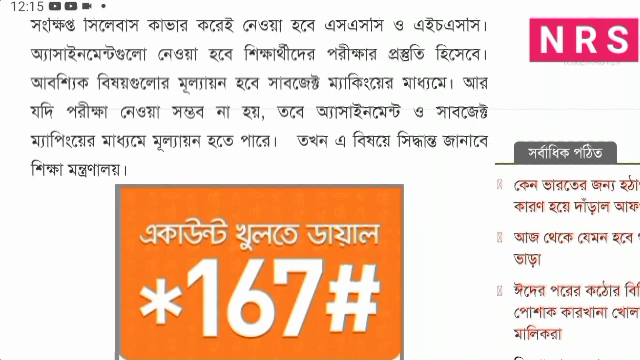 12:15
সংক্ষিপ্ত সিলেবাস কাভার করেই নেওয়া হবে এসএসসি ও এইচএসসি।
অ্যাসাইনমেন্টগুলো নেওয়া হবে শিক্ষার্থীদের পরীক্ষার প্রস্তুতি হিসেবে।
আবশ্যিক বিষয়গুলোর মূল্যায়ন হবে সাবজেক্ট ম্যাকিংয়ের মাধ্যমে। আর
যদি পরীক্ষা নেওয়া সম্ভব না হয়, তবে অ্যাসাইনমেন্ট ও সাবজেক্ট
ম্যাপিংয়ের মাধ্যমে মূল্যায়ন হতে পারে। তখন এ বিষয়ে সিদ্ধান্ত জানাবে
শিক্ষা মন্ত্রণালয়।
একাউন্ট খুলতে ডায়াল
*167#
NRS
সর্বাধিক পঠিত
কেন ভারতের জন্য
কারণ হয়ে দাঁড়াল
আজ থেকে যেমন হবে
ভাড়া
ঈদের পরের কঠোর
পোশাক কারখানা
মালিকরা